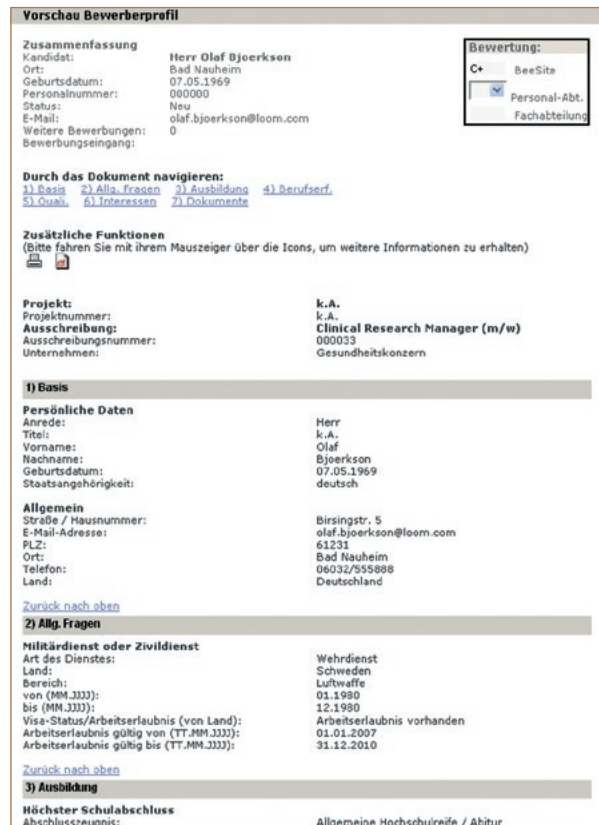 Vorschau Bewerberprofil
Zusammenfassung
Kandidat: Herr Olaf Bjoerkson
Ort: Bad Nauheim
Geburtsdatum: 07.05.1969
Personalnummer: 000000
Status: Neu
E-Mail: olaf.bjoerkson@loom.com
Weitere Bewerbungen: 0
Bewerbungseingang:
Bewertung:
C+ BeeSite
Personal-Abt.
Fachabteilung
Durch das Dokument navigieren:
1) Basis 2) Allg. Fragen 3) Ausbildung 4) Berufserf.
5) Quali. 6) Interessen 7) Dokumente
Zusätzliche Funktionen
(Bitte fahren Sie mit ihrem Mauszeiger über die Icons, um weitere Informationen zu erhalten)
Projekt: k.A.
Projektnummer: k.A.
Ausschreibung: Clinical Research Manager (m/w)
Ausschreibungsnummer: 000033
Unternehmen: Gesundheitskonzern
1) Basis
Persönliche Daten
Anrede: Herr
Titel: k.A.
Vorname: Olaf
Nachname: Bjoerkson
Geburtsdatum: 07.05.1969
Staatsangehörigkeit: deutsch
Allgemein
Straße / Hausnummer: Birsingstr. 5
E-Mail-Adresse: olaf.bjoerkson@loom.com
PLZ: 61231
Ort: Bad Nauheim
Telefon: 06032/555888
Land: Deutschland
Zurück nach oben
2) Allg. Fragen
Militärdienst oder Zivildienst
Art des Dienstes: Wehrdienst
Land: Schweden
Bereich: Luftwaffe
von (MM.JJJJ): 01.1980
bis (MM.JJJJ): 12.1980
Visa-Status/Arbeitserlaubnis (von Land): Arbeitserlaubnis vorhanden
Arbeitserlaubnis gültig von (TT.MM.JJJJ): 01.01.2007
Arbeitserlaubnis gültig bis (TT.MM.JJJJ): 31.12.2010
Zurück nach oben
3) Ausbildung
Höchster Schulabschluss
Abschlusszeugnis: Allgemeine Hochschulreife / Abitur